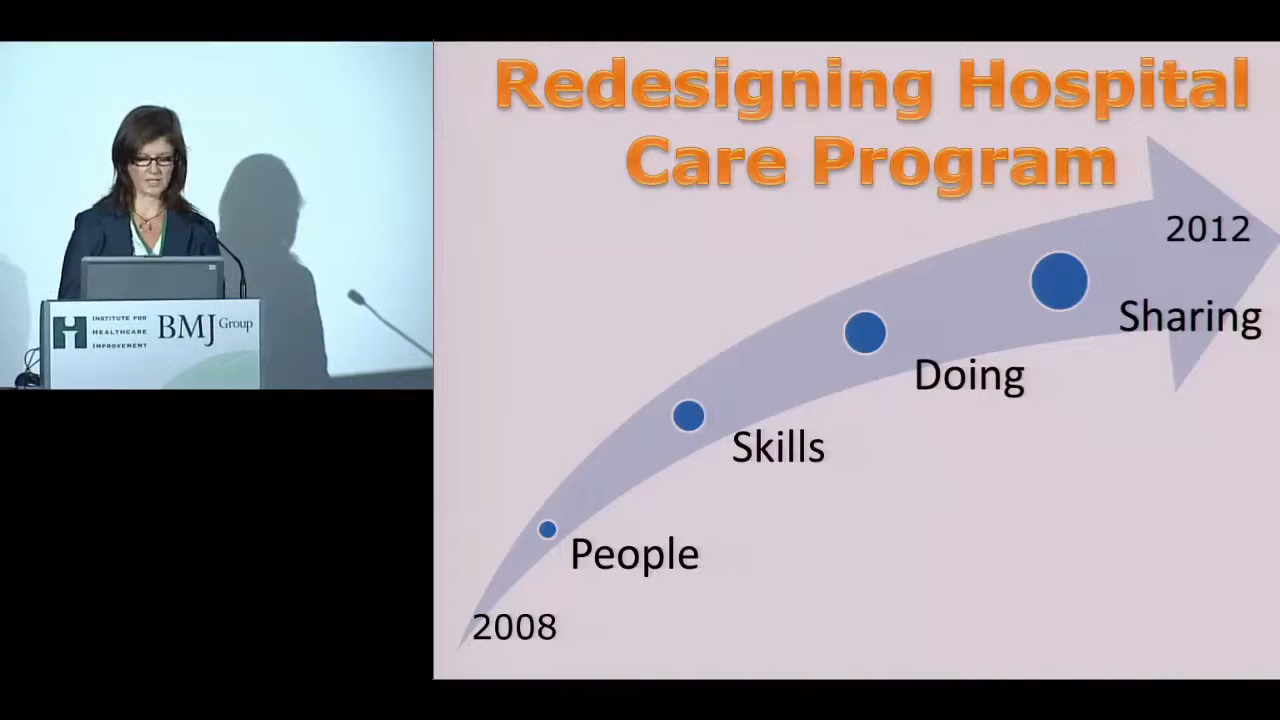 Redesigning Hospital
Care Program
2012
Sharing
Doing
Skills
People
2008
INSTITUTE FOR
HEALTHCARE
IMPROVEMENT
BMJ Group